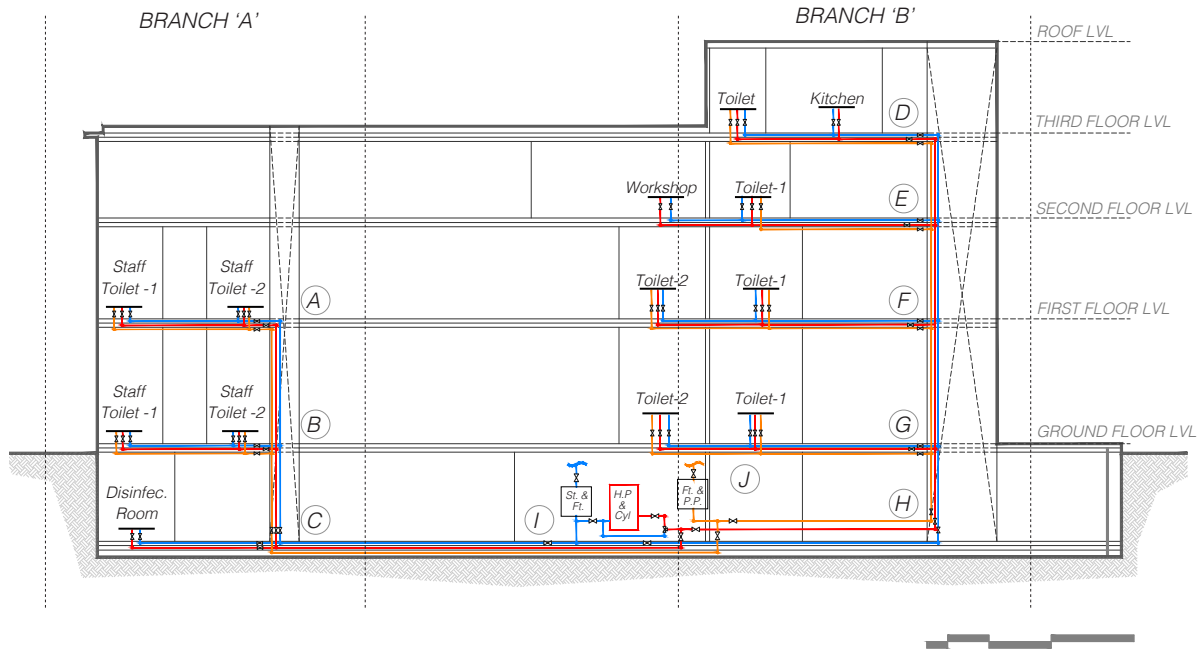 BRANCH 'A'
BRANCH 'B'
ROOF LVL
Toilet
Kitchen
D
THIRD FLOOR LVL
Workshop
Toilet-1
E
SECOND FLOOR LVL
Staff
Toilet -1
Staff
Toilet -2
A
Toilet-2
Toilet-1
F
FIRST FLOOR LVL
Staff
Toilet -1
Staff
Toilet -2
B
Toilet-2
Toilet-1
G
GROUND FLOOR LVL
Disinfec.
Room
C
I
St. &
Ft.
H.P
&
Cyl
Ft. &
P.P.
J
H